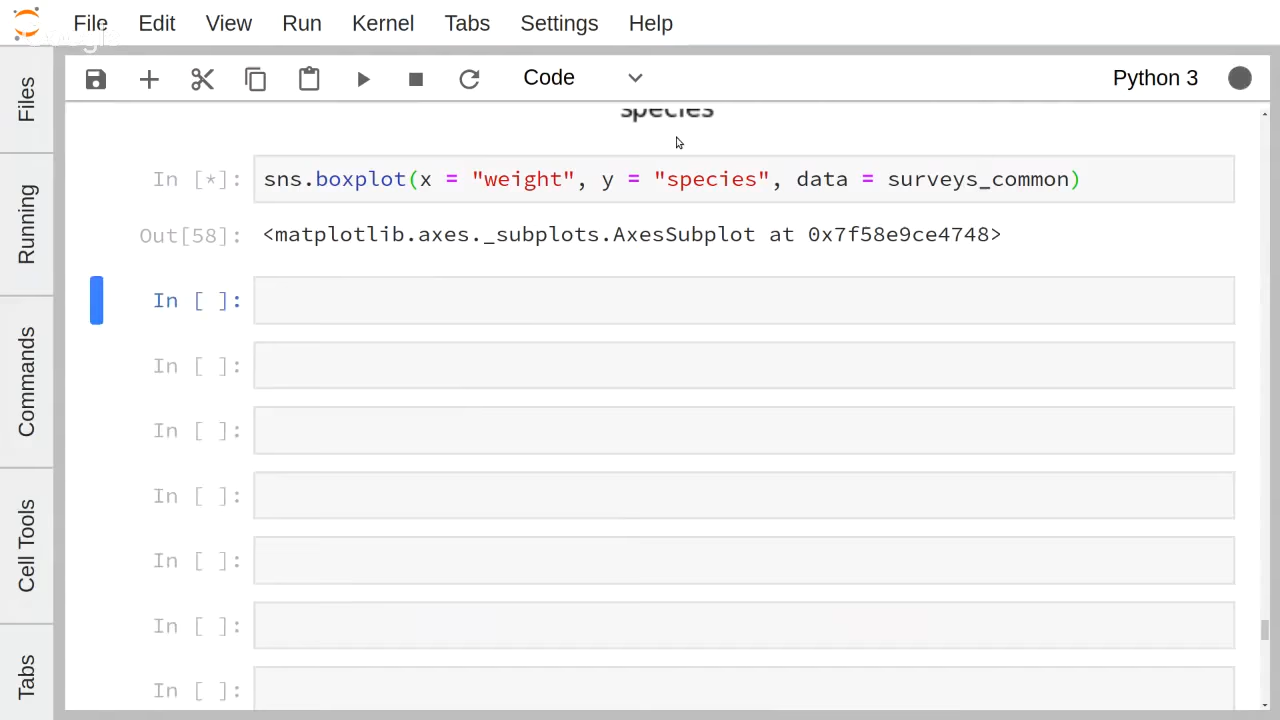 File Edit View Run Kernel Tabs Settings Help
Code
Python 3
Files
Running
Commands
Cell Tools
Tabs
species
In [*]: sns.boxplot(x = "weight", y = "species", data = surveys_common)
Out[58]: <matplotlib.axes._subplots.AxesSubplot at 0x7f58e9ce4748>
In [ ]:
In [ ]:
In [ ]:
In [ ]:
In [ ]:
In [ ]:
In [ ]: